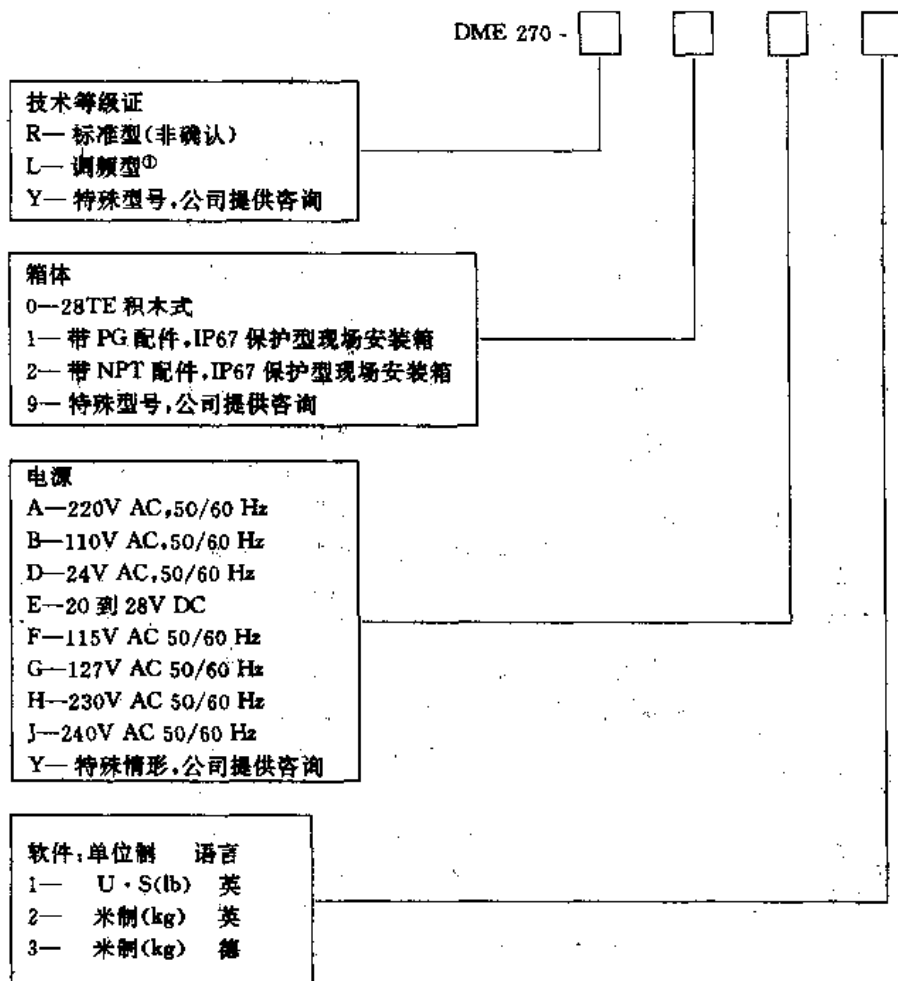 DME 270 -
技术等级证
R— 标准型(非确认)
L— 调频型①
Y— 特殊型号,公司提供咨询
箱体
0—28TE 积木式
1— 带 PG 配件,IP67 保护型现场安装箱
2— 带 NPT 配件,IP67 保护型现场安装箱
9— 特殊型号,公司提供咨询
电源
A—220V AC,50/60 Hz
B—110V AC,50/60 Hz
D—24V AC,50/60 Hz
E—20 到 28V DC
F—115V AC 50/60 Hz
G—127V AC 50/60 Hz
H—230V AC 50/60 Hz
J—240V AC 50/60 Hz
Y— 特殊情形,公司提供咨询
软件:单位制 语言
1— U·S(lb) 英
2— 米制(kg) 英
3— 米制(kg) 德